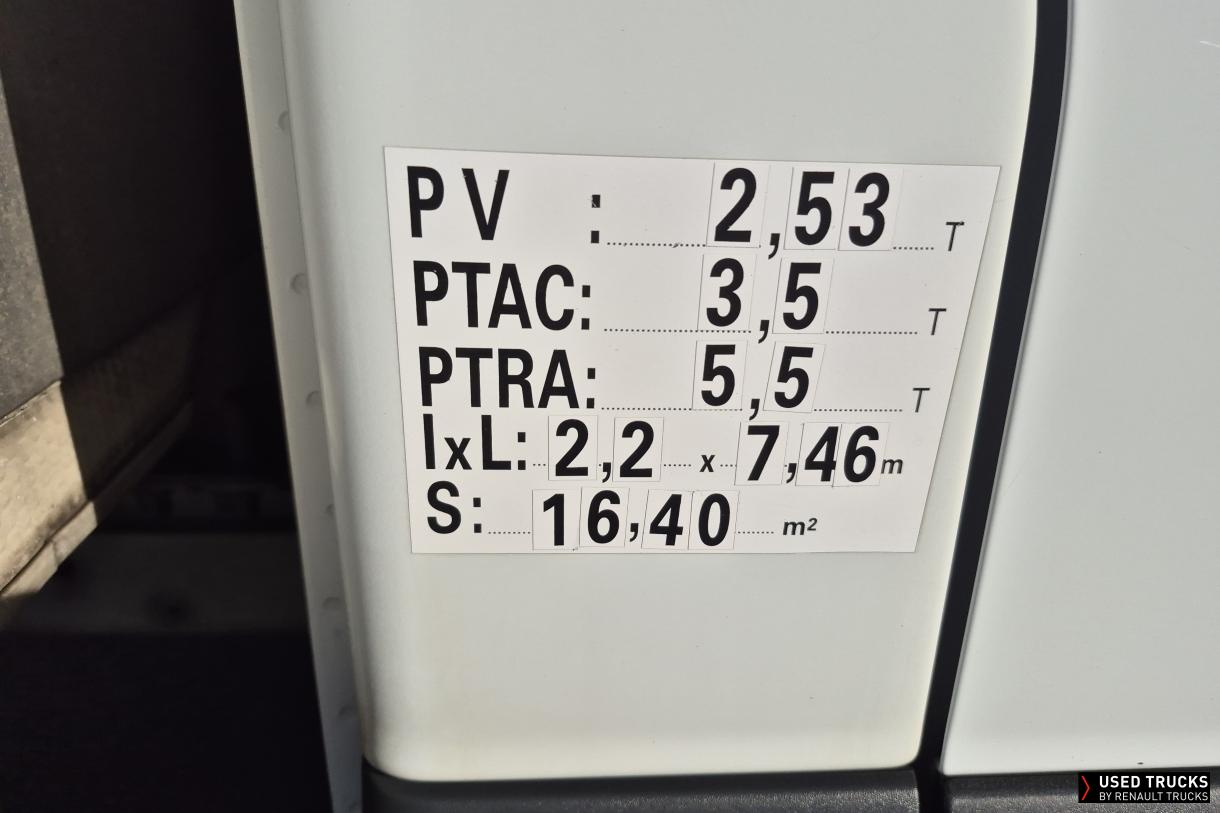 PV : 2,53 T
PTAC: 3,5 T
PTRA: 5,5 T
lxL: 2,2 x 7,46 m
S: 16,40 m²
USED TRUCKS
BY RENAULT TRUCKS